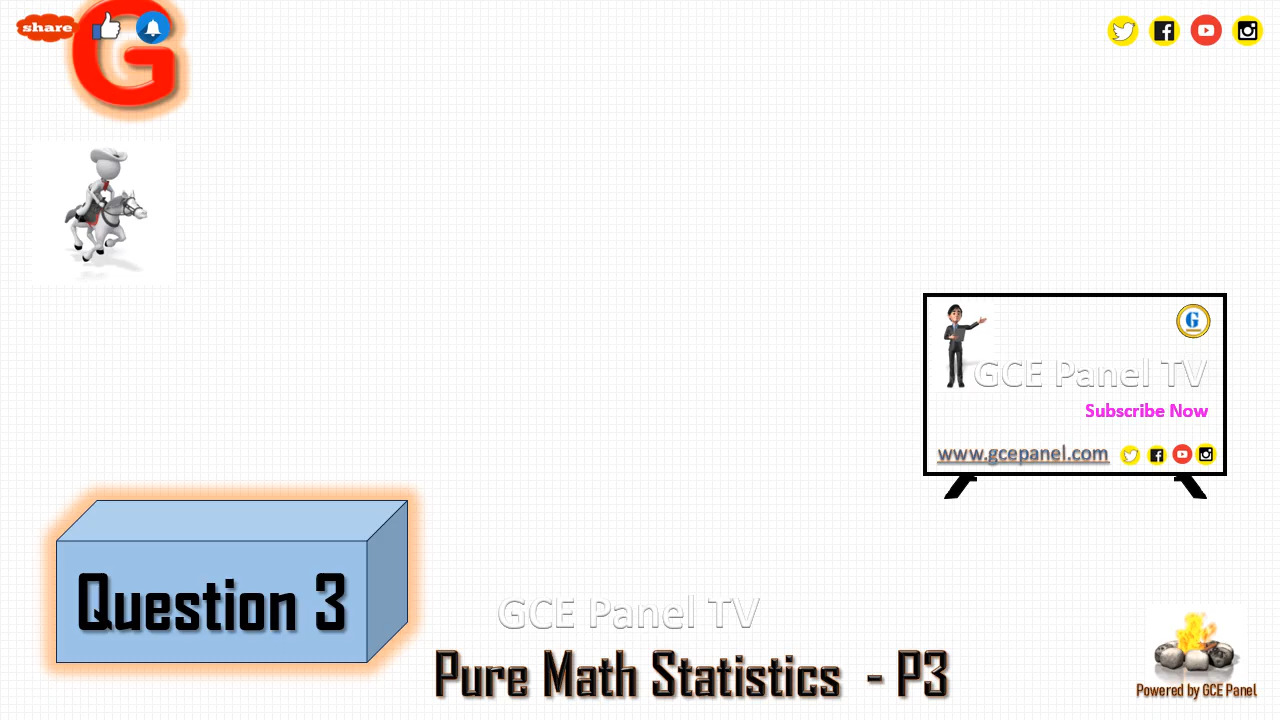 share
G
G
GCE Panel TV
Subscribe Now
www.gcepanel.com
Question 3
GCE Panel TV
Pure Math Statistics - P3
Powered by GCE Panel